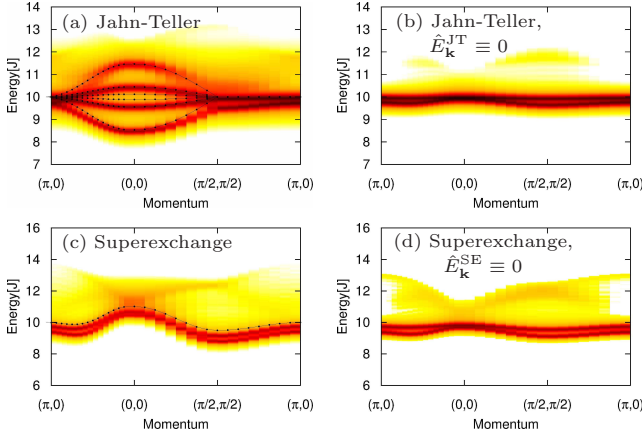 (a) Jahn-Teller
Energy[J]
14
13
12
11
10
9
8
7
(π,0) (0,0) (π/2,π/2) (π,0)
Momentum
(b) Jahn-Teller,
Ê_k^JT ≡ 0
Energy[J]
14
13
12
11
10
9
8
7
(π,0) (0,0) (π/2,π/2) (π,0)
Momentum
(c) Superexchange
Energy[J]
16
14
12
10
8
6
(π,0) (0,0) (π/2,π/2) (π,0)
Momentum
(d) Superexchange,
Ê_k^SE ≡ 0
Energy[J]
16
14
12
10
8
6
(π,0) (0,0) (π/2,π/2) (π,0)
Momentum